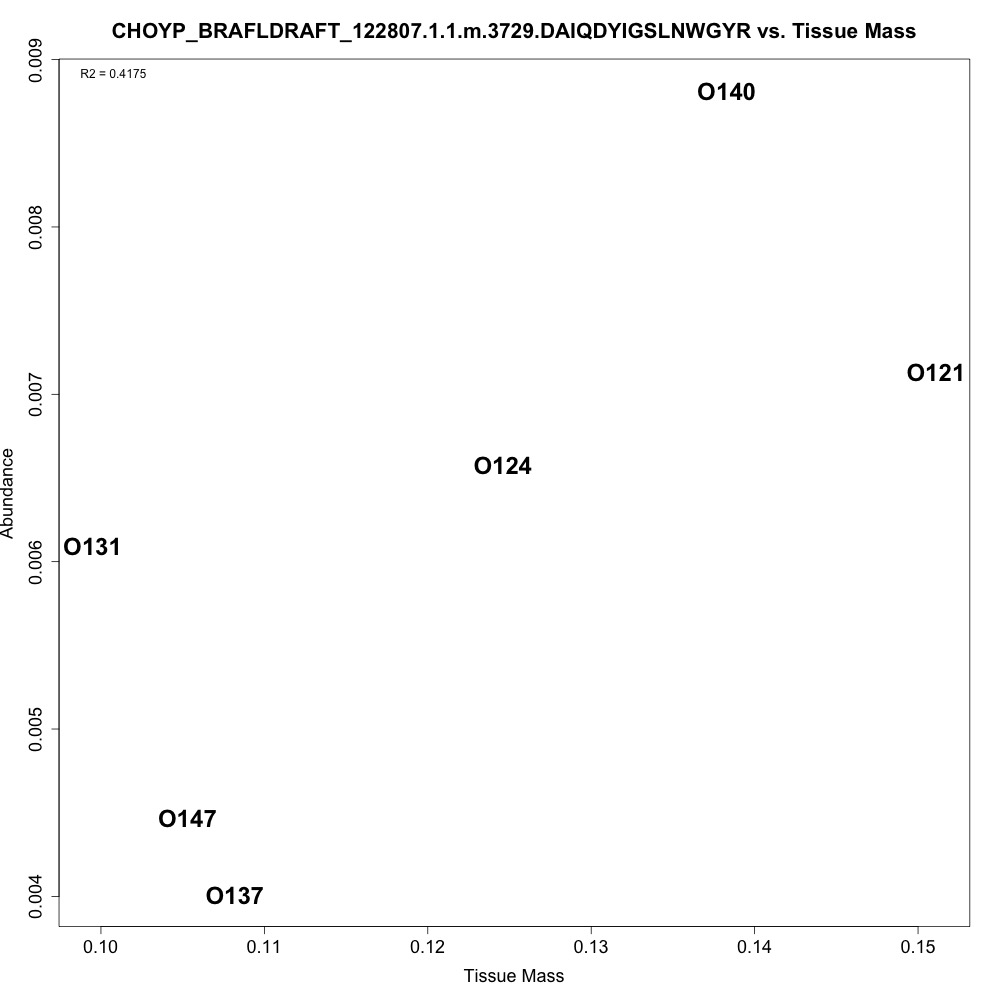 CHOYP_BRAFLDRAFT_122807.1.1.m.3729.DAIQDYIGSLNWGYR vs. Tissue Mass
R2 = 0.4175
0.009
O140
0.008
O121
0.007
O124
Abundance
O131
0.006
0.005
O147
O137
0.004
0.10 0.11 0.12 0.13 0.14 0.15
Tissue Mass